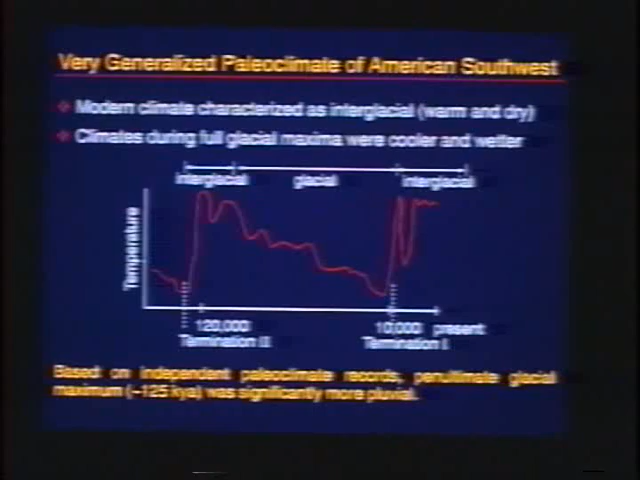 Very Generalized Paleoclimate of American Southwest
Modern climate characterized as interglacial (warm and dry)
Climates during full glacial maxima were cooler and wetter
interglacial glacial interglacial
Temperature
120,000 10,000 present
Termination II Termination I
Based on independent paleoclimate records, penultimate glacial
maximum (~125 kya) was significantly more pluvial.